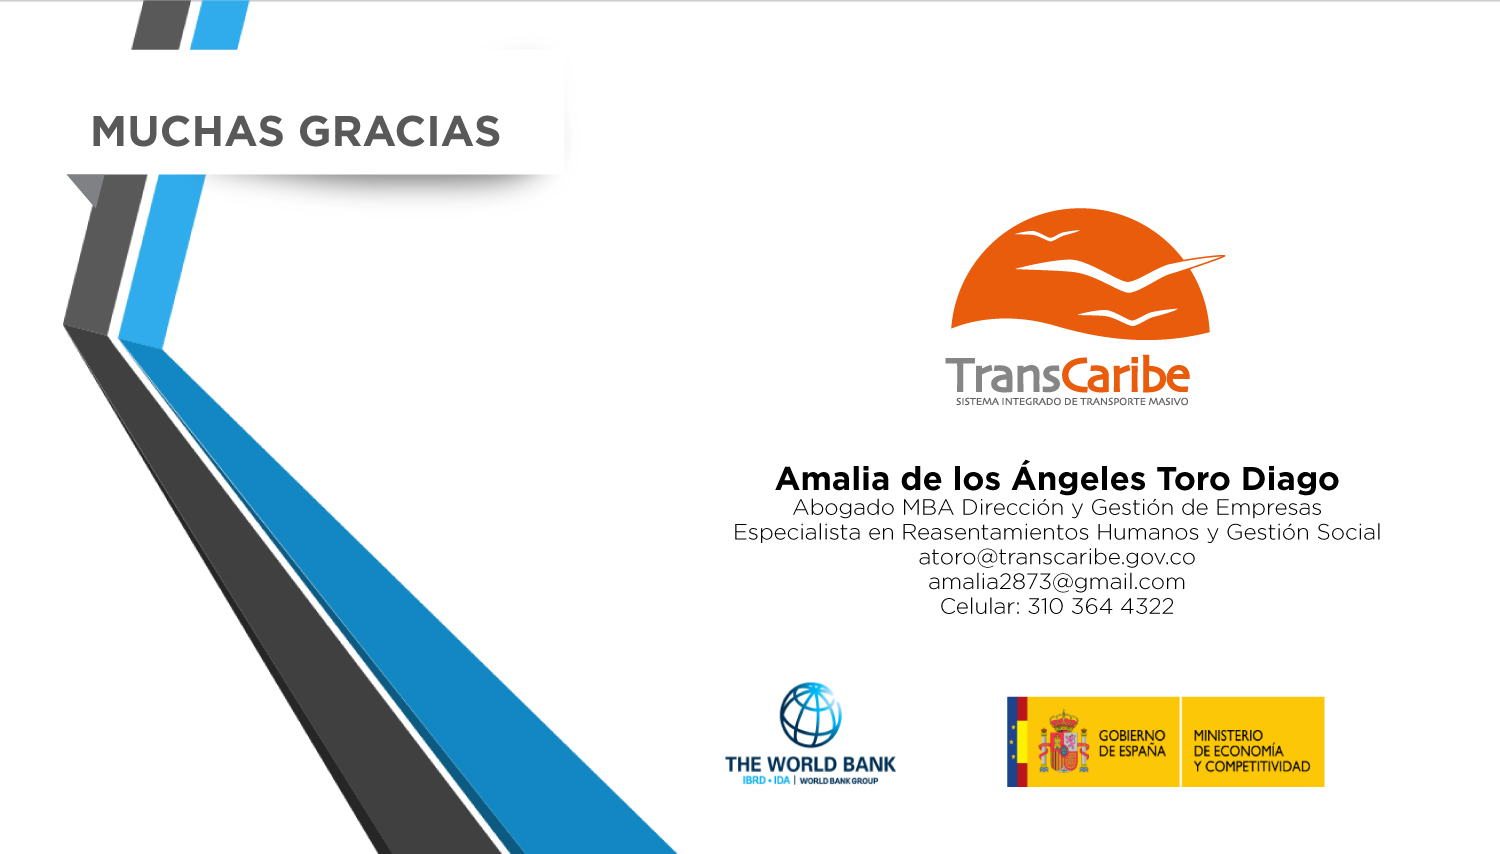 MUCHAS GRACIAS
TransCaribe
SISTEMA INTEGRADO DE TRANSPORTE MASIVO
Amalia de los Ángeles Toro Diago
Abogado MBA Dirección y Gestión de Empresas
Especialista en Reasentamientos Humanos y Gestión Social
atoro@transcaribe.gov.co
amalia2873@gmail.com
Celular: 310 364 4322
THE WORLD BANK
IBRD • IDA | WORLD BANK GROUP
GOBIERNO
DE ESPAÑA
MINISTERIO
DE ECONOMÍA
Y COMPETITIVIDAD